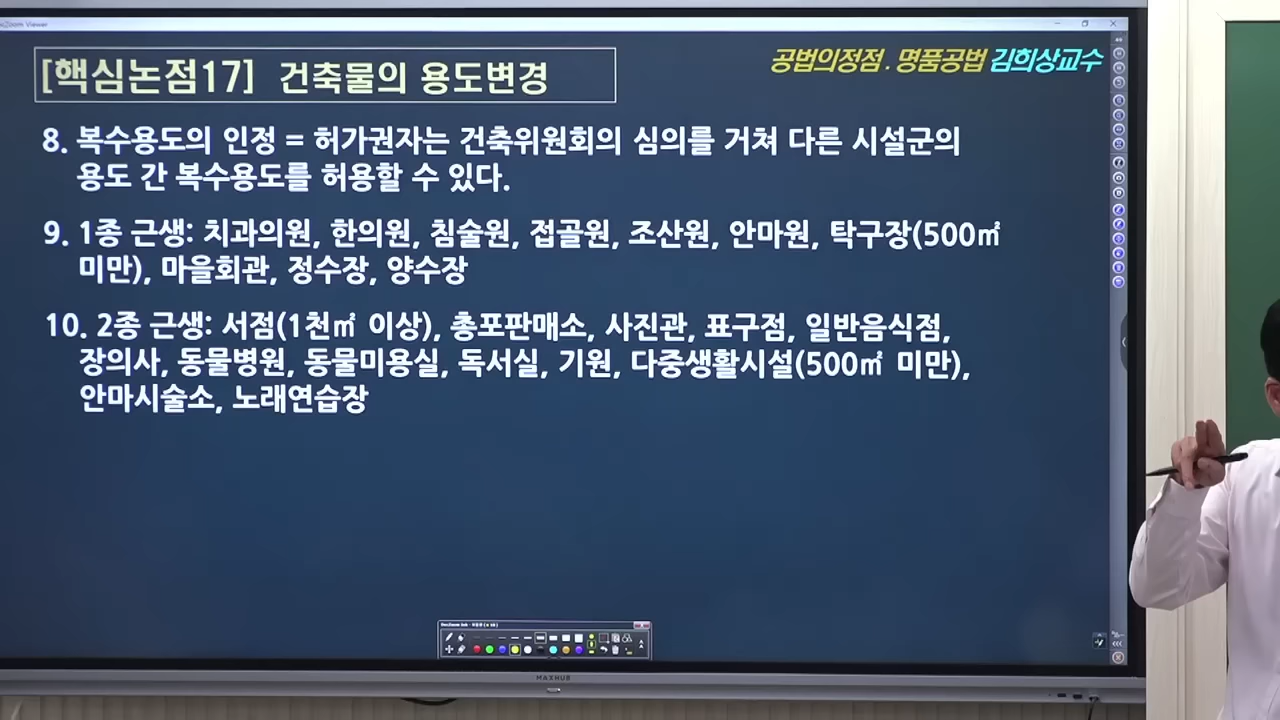 [핵심논점17] 건축물의 용도변경
공법의정점. 명품공법 김희상교수
8. 복수용도의 인정 = 허가권자는 건축위원회의 심의를 거쳐 다른 시설군의
용도 간 복수용도를 허용할 수 있다.
9. 1종 근생: 치과의원, 한의원, 침술원, 접골원, 조산원, 안마원, 탁구장(500㎡
미만), 마을회관, 정수장, 양수장
10. 2종 근생: 서점(1천㎡ 이상), 총포판매소, 사진관, 표구점, 일반음식점,
장의사, 동물병원, 동물미용실, 독서실, 기원, 다중생활시설(500㎡ 미만),
안마시술소, 노래연습장
MAXHUB